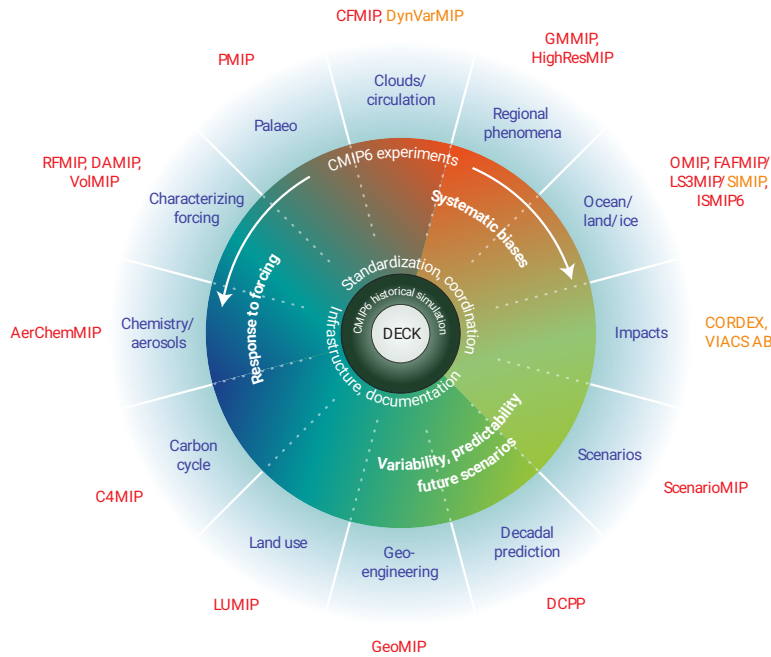 CFMIP, DynVarMIP
GMMIP,
HighResMIP
PMIP
Clouds/
circulation
Regional
phenomena
Palaeo
RFMIP, DAMIP,
VolMIP
CMIP6 experiments
OMIP, FAFMIP/
LS3MIP/SIMIP,
ISMIP6
Characterizing
forcing
Systematic biases
Ocean/
land/ice
Standardization, coordination
CMIP6 historical simulation
DECK
Infrastructure, documentation
Response to forcing
AerChemMIP
Chemistry/
aerosols
Impacts
CORDEX,
VIACS AB
Variability, predictability
future scenarios
Carbon
cycle
Scenarios
C4MIP
ScenarioMIP
Land use
Geo-
engineering
Decadal
prediction
LUMIP
DCPP
GeoMIP